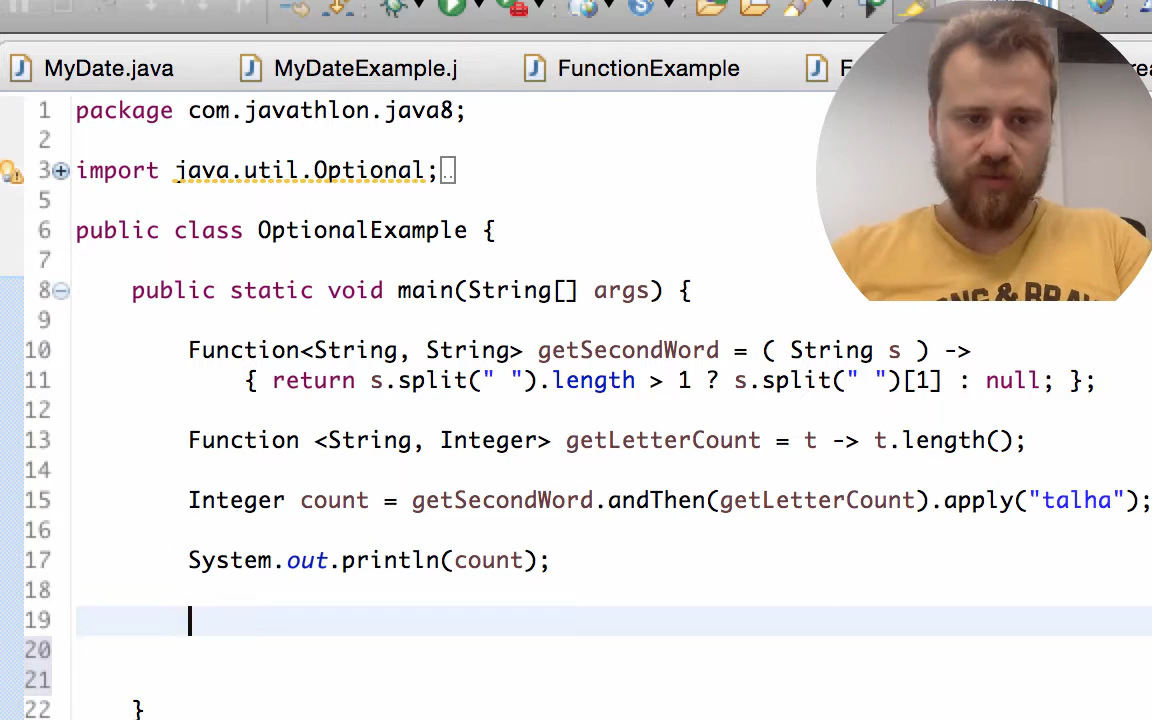 MyDate.java
MyDateExample.j
FunctionExample
1 package com.javathlon.java8;
2
3 import java.util.Optional;
5
6 public class OptionalExample {
7
8 public static void main(String[] args) {
9
10 Function<String, String> getSecondWord = ( String s ) ->
11 { return s.split(" ").length > 1 ? s.split(" ")[1] : null; };
12
13 Function <String, Integer> getLetterCount = t -> t.length();
14
15 Integer count = getSecondWord.andThen(getLetterCount).apply("talha");
16
17 System.out.println(count);
18
19
20
21
22 }